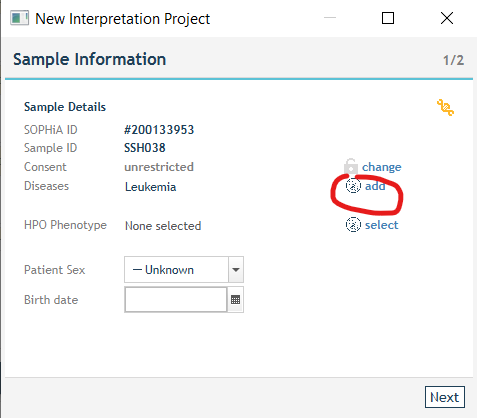 New Interpretation Project
Sample Information 1/2
Sample Details
SOPHiA ID #200133953
Sample ID SSH038
Consent unrestricted change
Diseases Leukemia add
HPO Phenotype None selected select
Patient Sex — Unknown
Birth date
Next